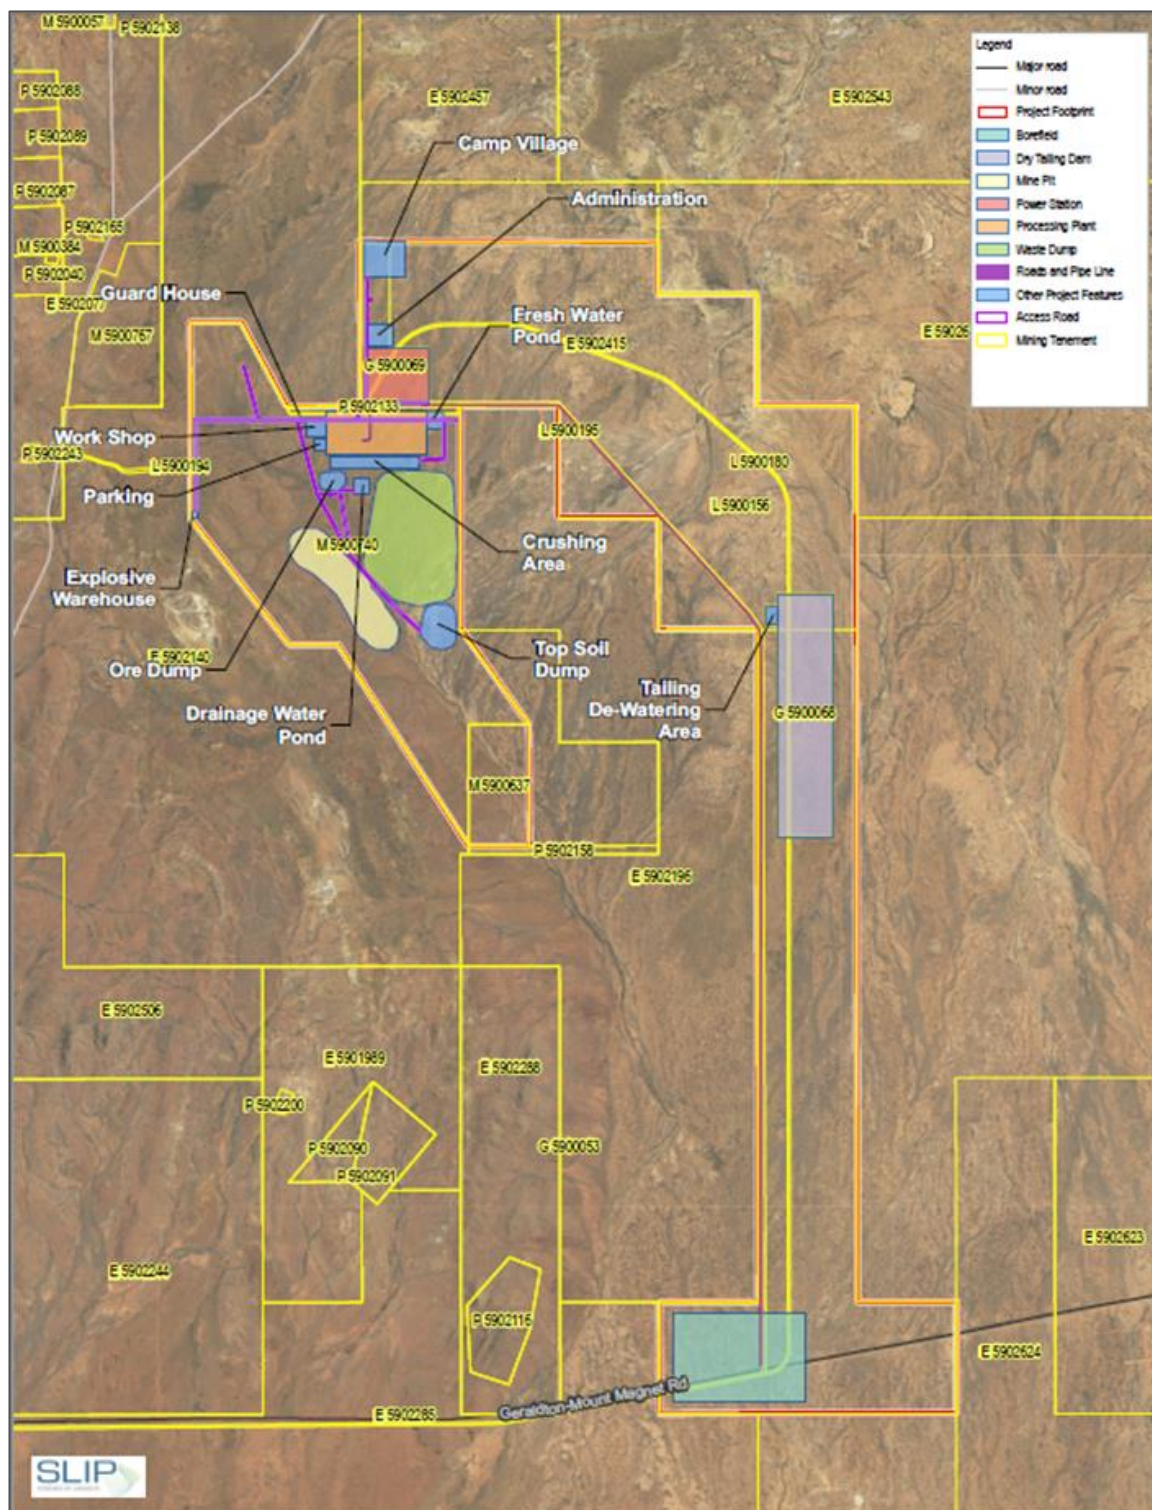 M 5900057
P 5902138
Legend
Major road
Minor road
Project Footprint
Borefield
Dry Tailing Dam
Mine Pit
Power Station
Processing Plant
Waste Dump
Roads and Pipe Line
Other Project Features
Access Road
Mining Tenement
P 5902088
E 5902457
E 5902543
P 5902089
Camp Village
P 5902087
Administration
P 5902165
M 5900384
P 5902040
E 5902077
Guard House
M 5900767
Fresh Water
Pond
E 5902415
E 59026
G 5900069
P 5902133
Work Shop
L 5900195
P 5902243
L 5900194
L 5900180
Parking
L 5900156
M 5900740
Crushing
Area
Explosive
Warehouse
E 5902140
Ore Dump
Top Soil
Dump
Tailing
De-Watering
Area
Drainage Water
Pond
G 5900068
M 5900637
P 5902158
E 5902196
E 5902506
E 5901989
E 5902288
P 5902200
P 5902090
G 5900053
P 5902091
E 5902623
E 5902244
P 5902116
E 5902624
Geraldton-Mount Magnet Rd
E 5902285
SLIP